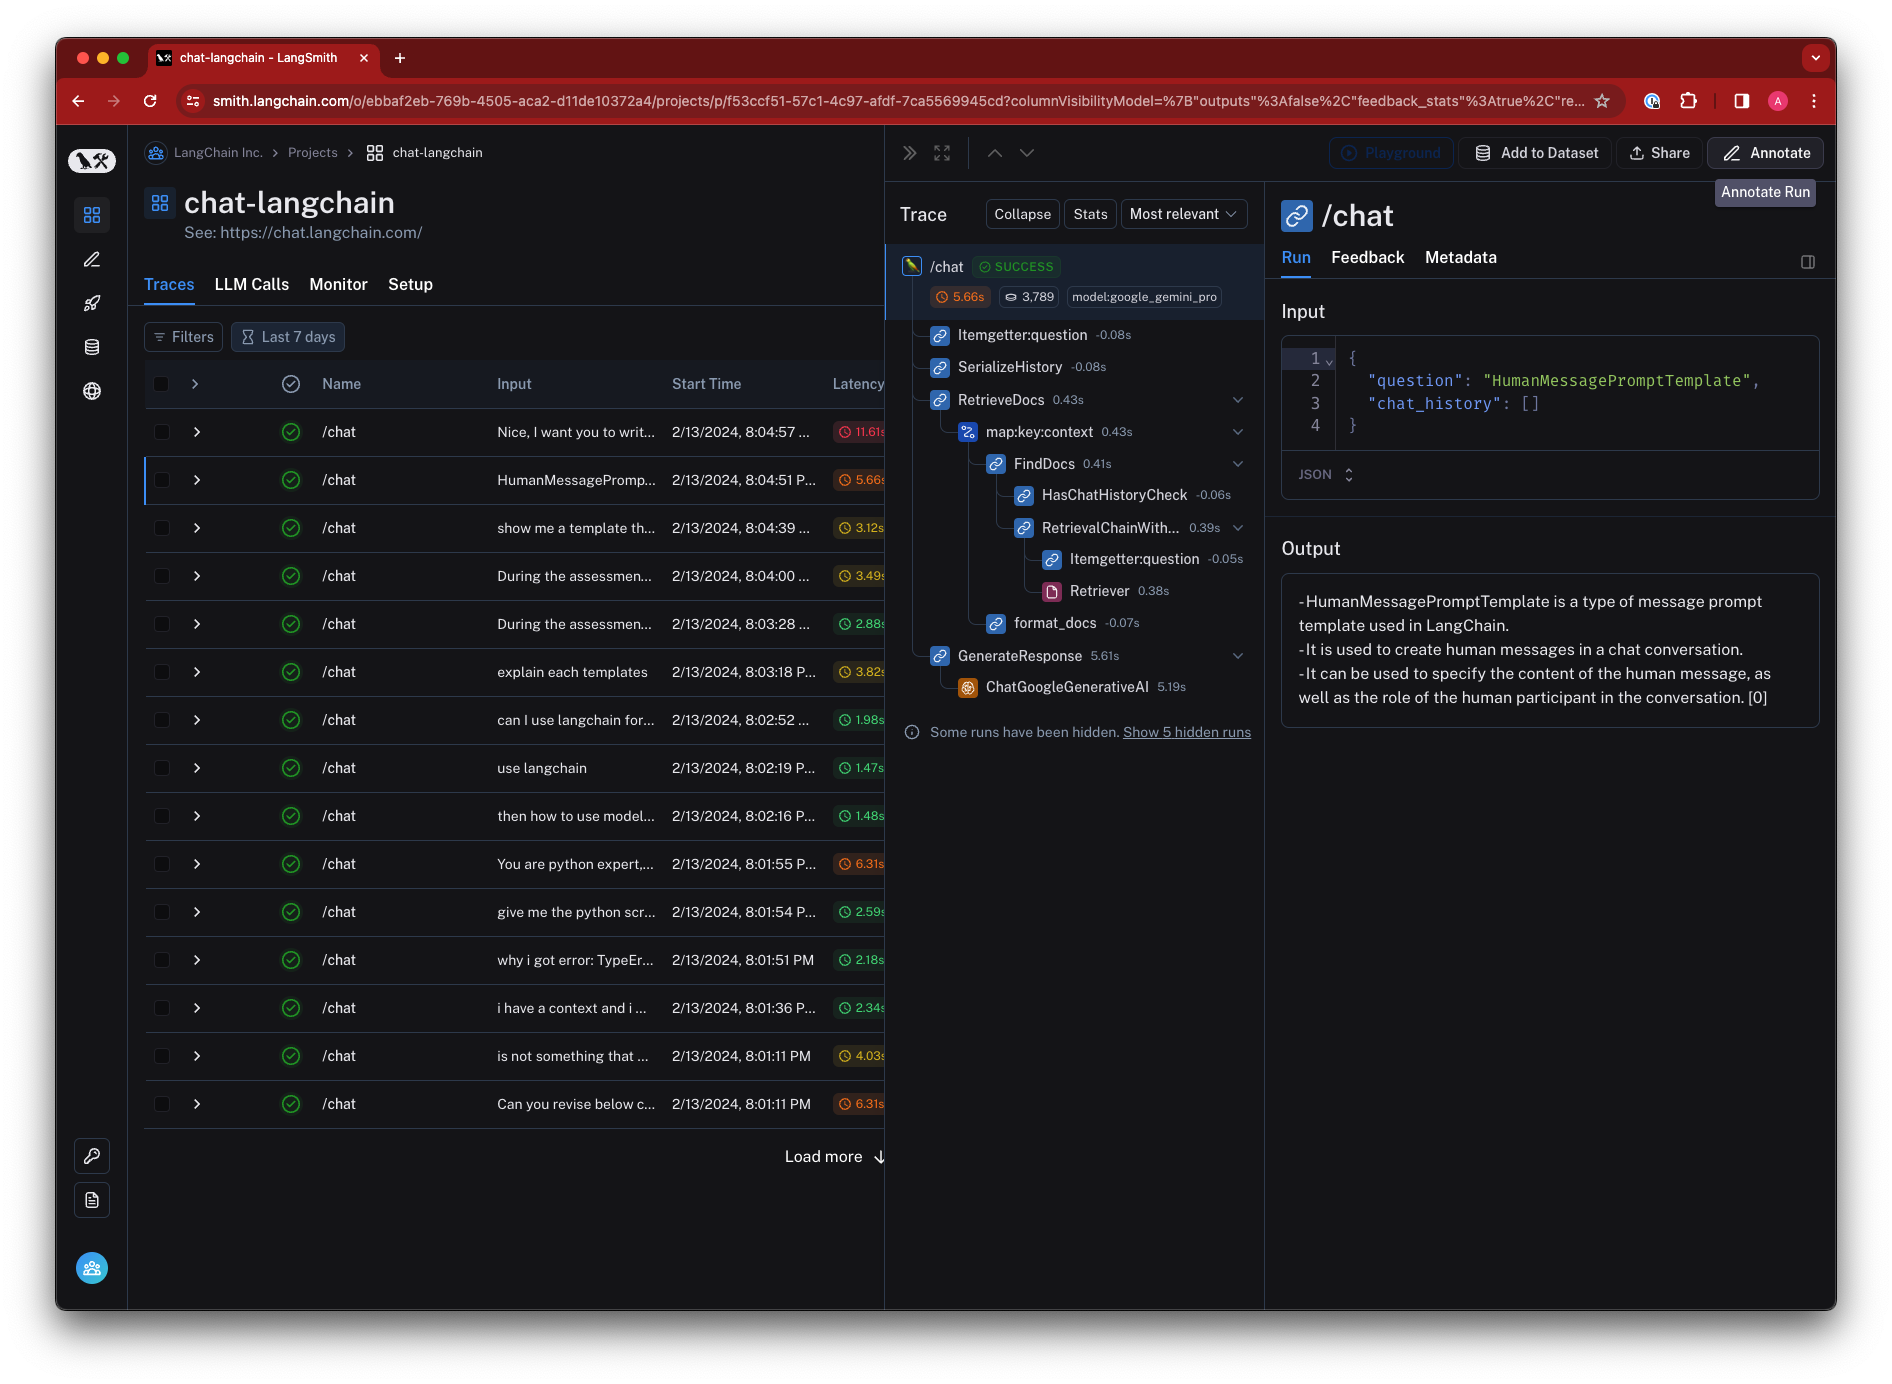 chat-langchain - LangSmith
smith.langchain.com/o/ebbaf2eb-769b-4505-aca2-d11de10372a4/projects/p/f53ccf51-57c1-4c97-afdf-7ca5569945cd?columnVisibilityModel=%7B"outputs"%3Afalse%2C"feedback_stats"%3Atrue%2C"re...
A
LangChain Inc. > Projects > chat-langchain
chat-langchain
See: https://chat.langchain.com/
Traces LLM Calls Monitor Setup
Filters Last 7 days
Name Input Start Time Latency
/chat Nice, I want you to writ... 2/13/2024, 8:04:57 ... 11.61s
/chat HumanMessagePromp... 2/13/2024, 8:04:51 P... 5.66s
/chat show me a template th... 2/13/2024, 8:04:39 ... 3.12s
/chat During the assessmen... 2/13/2024, 8:04:00 ... 3.49s
/chat During the assessmen... 2/13/2024, 8:03:28 ... 2.88s
/chat explain each templates 2/13/2024, 8:03:18 P... 3.82s
/chat can I use langchain for... 2/13/2024, 8:02:52 ... 1.98s
/chat use langchain 2/13/2024, 8:02:19 P... 1.47s
/chat then how to use model... 2/13/2024, 8:02:16 P... 1.48s
/chat You are python expert,... 2/13/2024, 8:01:55 P... 6.31s
/chat give me the python scr... 2/13/2024, 8:01:54 P... 2.59s
/chat why i got error: TypeEr... 2/13/2024, 8:01:51 PM 2.18s
/chat i have a context and i ... 2/13/2024, 8:01:36 P... 2.34s
/chat is not something that ... 2/13/2024, 8:01:11 PM 4.03s
/chat Can you revise below c... 2/13/2024, 8:01:11 PM 6.31s
Load more
Playground Add to Dataset Share Annotate
Annotate Run
Trace Collapse Stats Most relevant
/chat SUCCESS
5.66s 3,789 model:google_gemini_pro
Itemgetter:question -0.08s
SerializeHistory -0.08s
RetrieveDocs 0.43s
map:key:context 0.43s
FindDocs 0.41s
HasChatHistoryCheck -0.06s
RetrievalChainWith... 0.39s
Itemgetter:question -0.05s
Retriever 0.38s
format_docs -0.07s
GenerateResponse 5.61s
ChatGoogleGenerativeAI 5.19s
Some runs have been hidden. Show 5 hidden runs
/chat
Run Feedback Metadata
Input
1 {
2 "question": "HumanMessagePromptTemplate",
3 "chat_history": []
4 }
JSON
Output
- HumanMessagePromptTemplate is a type of message prompt
template used in LangChain.
- It is used to create human messages in a chat conversation.
- It can be used to specify the content of the human message, as
well as the role of the human participant in the conversation. [0]